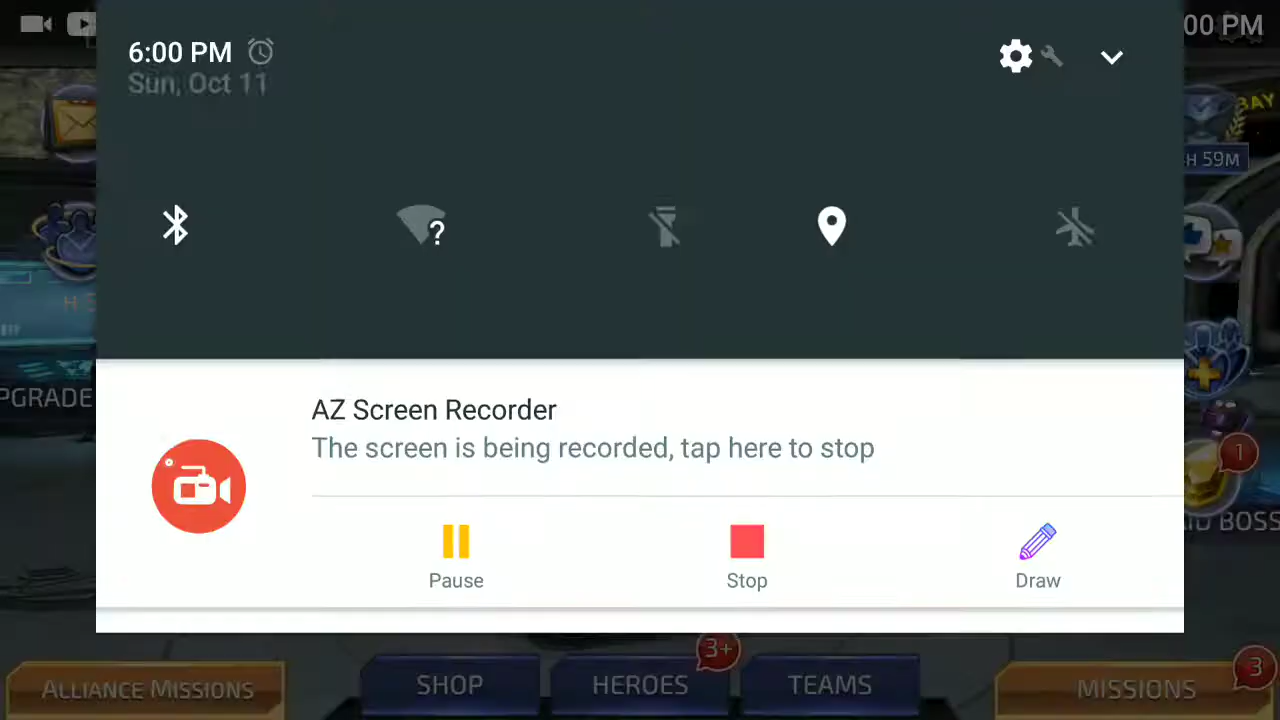 00 PM
6:00 PM
Sun, Oct 11
BAY
H 59M
?
PGRADE
AZ Screen Recorder
The screen is being recorded, tap here to stop
1
ID BOSS
Pause
Stop
Draw
3+
3
ALLIANCE MISSIONS
SHOP
HEROES
TEAMS
MISSIONS